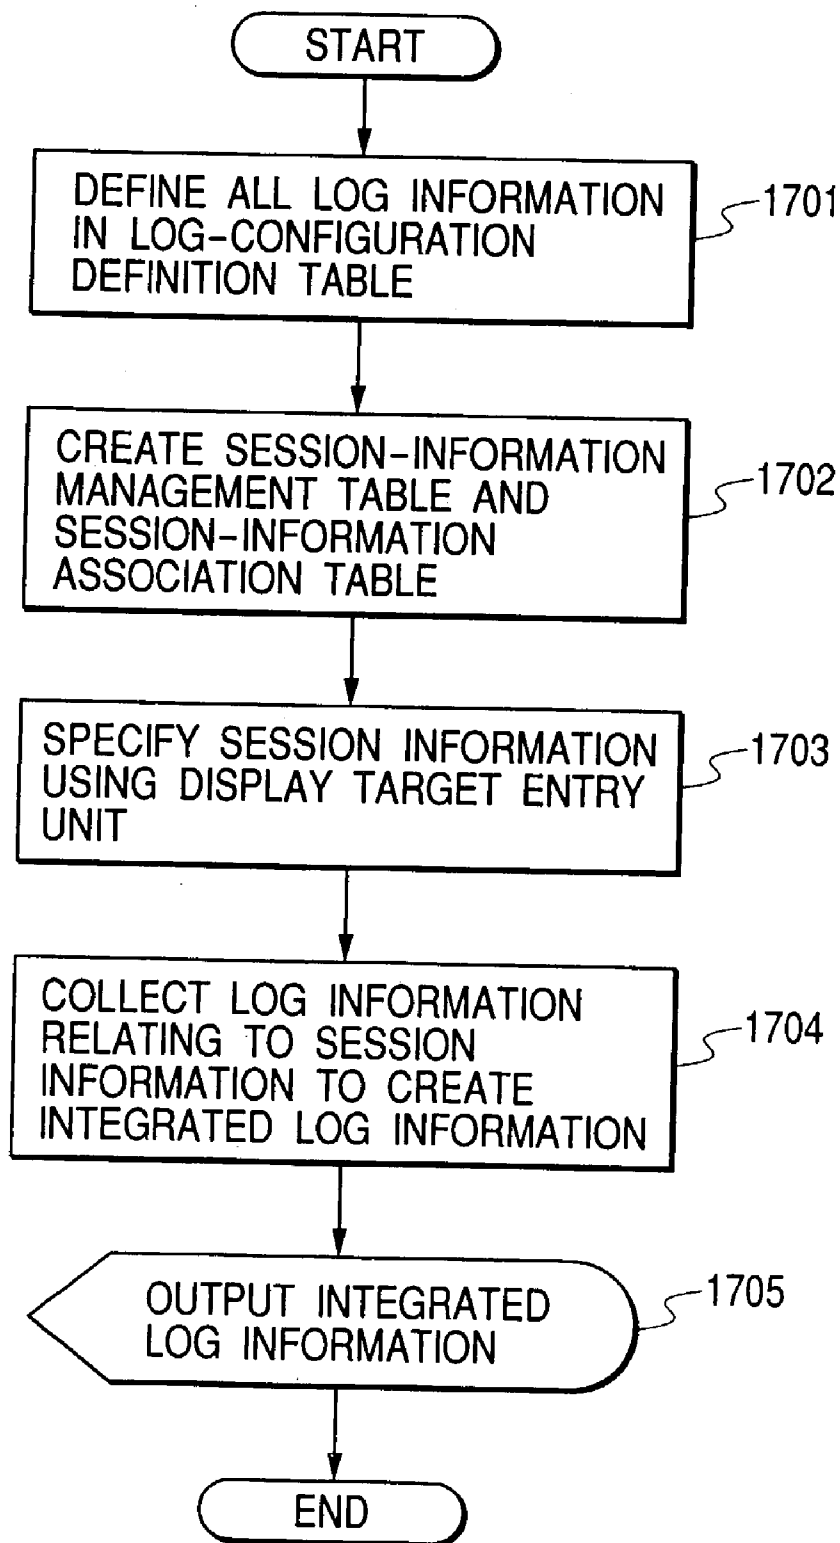 START
DEFINE ALL LOG INFORMATION
IN LOG-CONFIGURATION
DEFINITION TABLE
1701
CREATE SESSION-INFORMATION
MANAGEMENT TABLE AND
SESSION-INFORMATION
ASSOCIATION TABLE
1702
SPECIFY SESSION INFORMATION
USING DISPLAY TARGET ENTRY
UNIT
1703
COLLECT LOG INFORMATION
RELATING TO SESSION
INFORMATION TO CREATE
INTEGRATED LOG INFORMATION
1704
OUTPUT INTEGRATED
LOG INFORMATION
1705
END